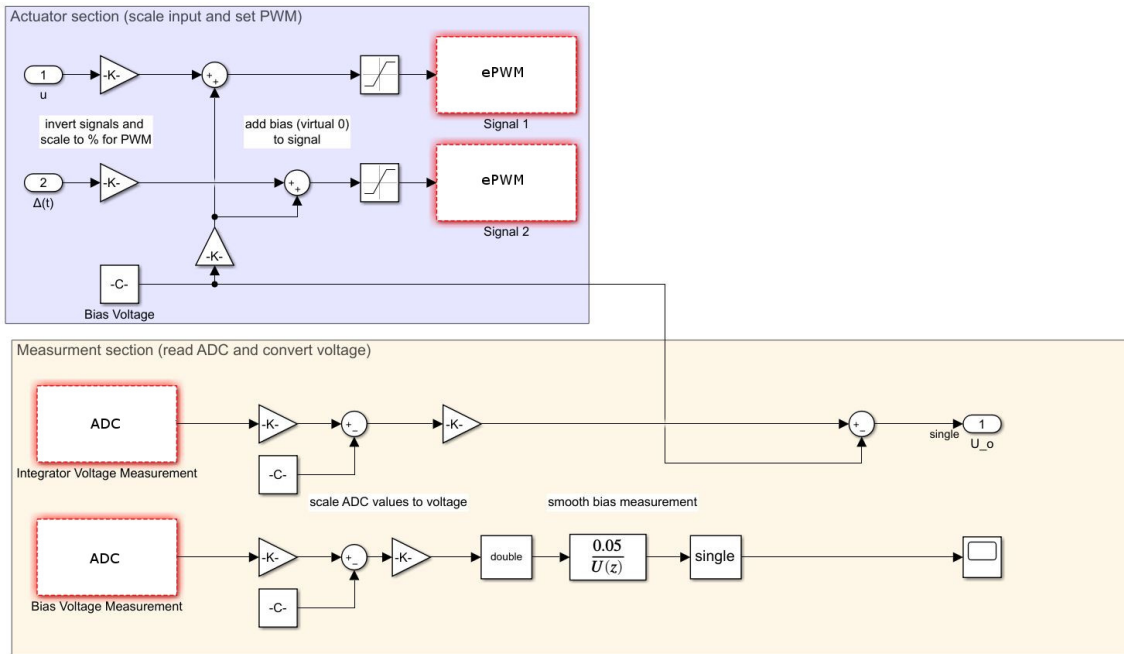 Actuator section (scale input and set PWM)
1
u
-K-
+
+
ePWM
Signal 1
invert signals and
scale to % for PWM
add bias (virtual 0)
to signal
2
Δ(t)
-K-
+
+
ePWM
Signal 2
-K-
-C-
Bias Voltage
Measurment section (read ADC and convert voltage)
ADC
Integrator Voltage Measurement
-K-
+
-
-K-
+
-
single
1
U_o
-C-
scale ADC values to voltage
smooth bias measurement
ADC
Bias Voltage Measurement
-K-
+
-
-K-
double
0.05
U(z)
single
-C-